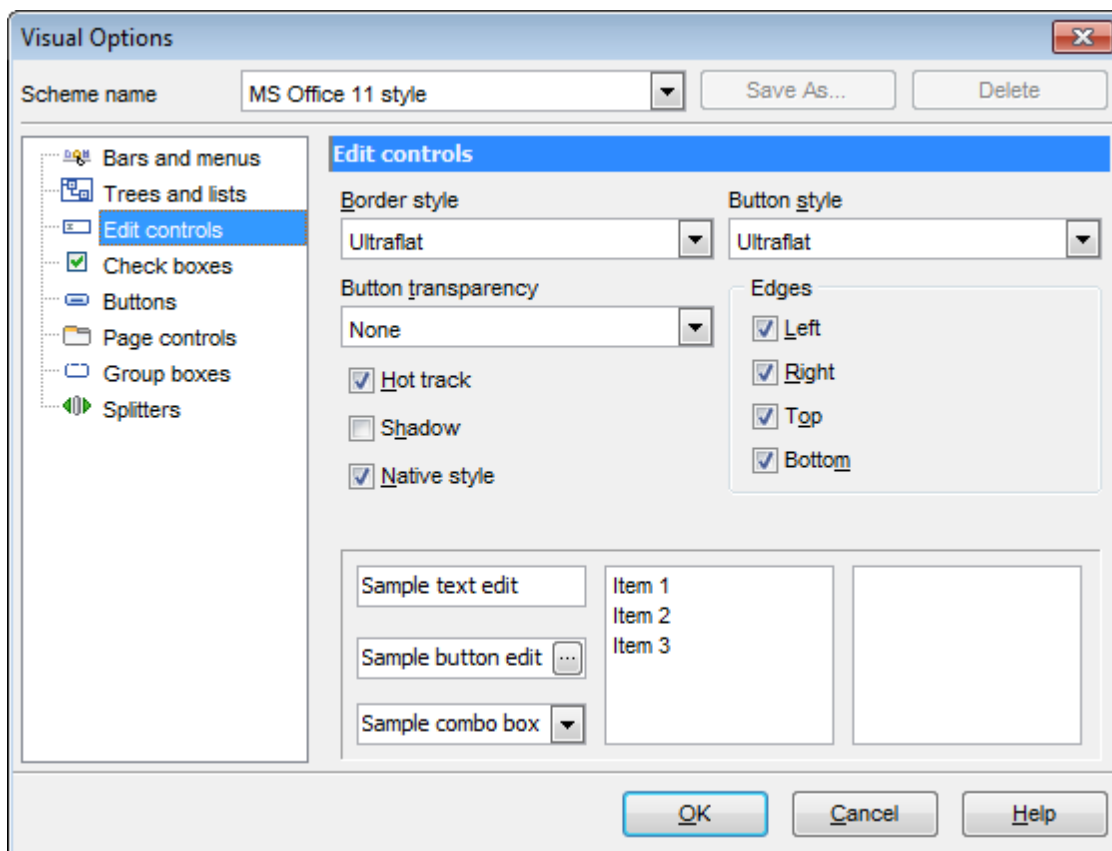 Visual Options
Scheme name
MS Office 11 style
Save As...
Delete
Bars and menus
Trees and lists
Edit controls
Check boxes
Buttons
Page controls
Group boxes
Splitters
Edit controls
Border style
Ultraflat
Button style
Ultraflat
Button transparency
None
Hot track
Shadow
Native style
Edges
Left
Right
Top
Bottom
Sample text edit
Sample button edit ...
Sample combo box
Item 1
Item 2
Item 3
OK
Cancel
Help